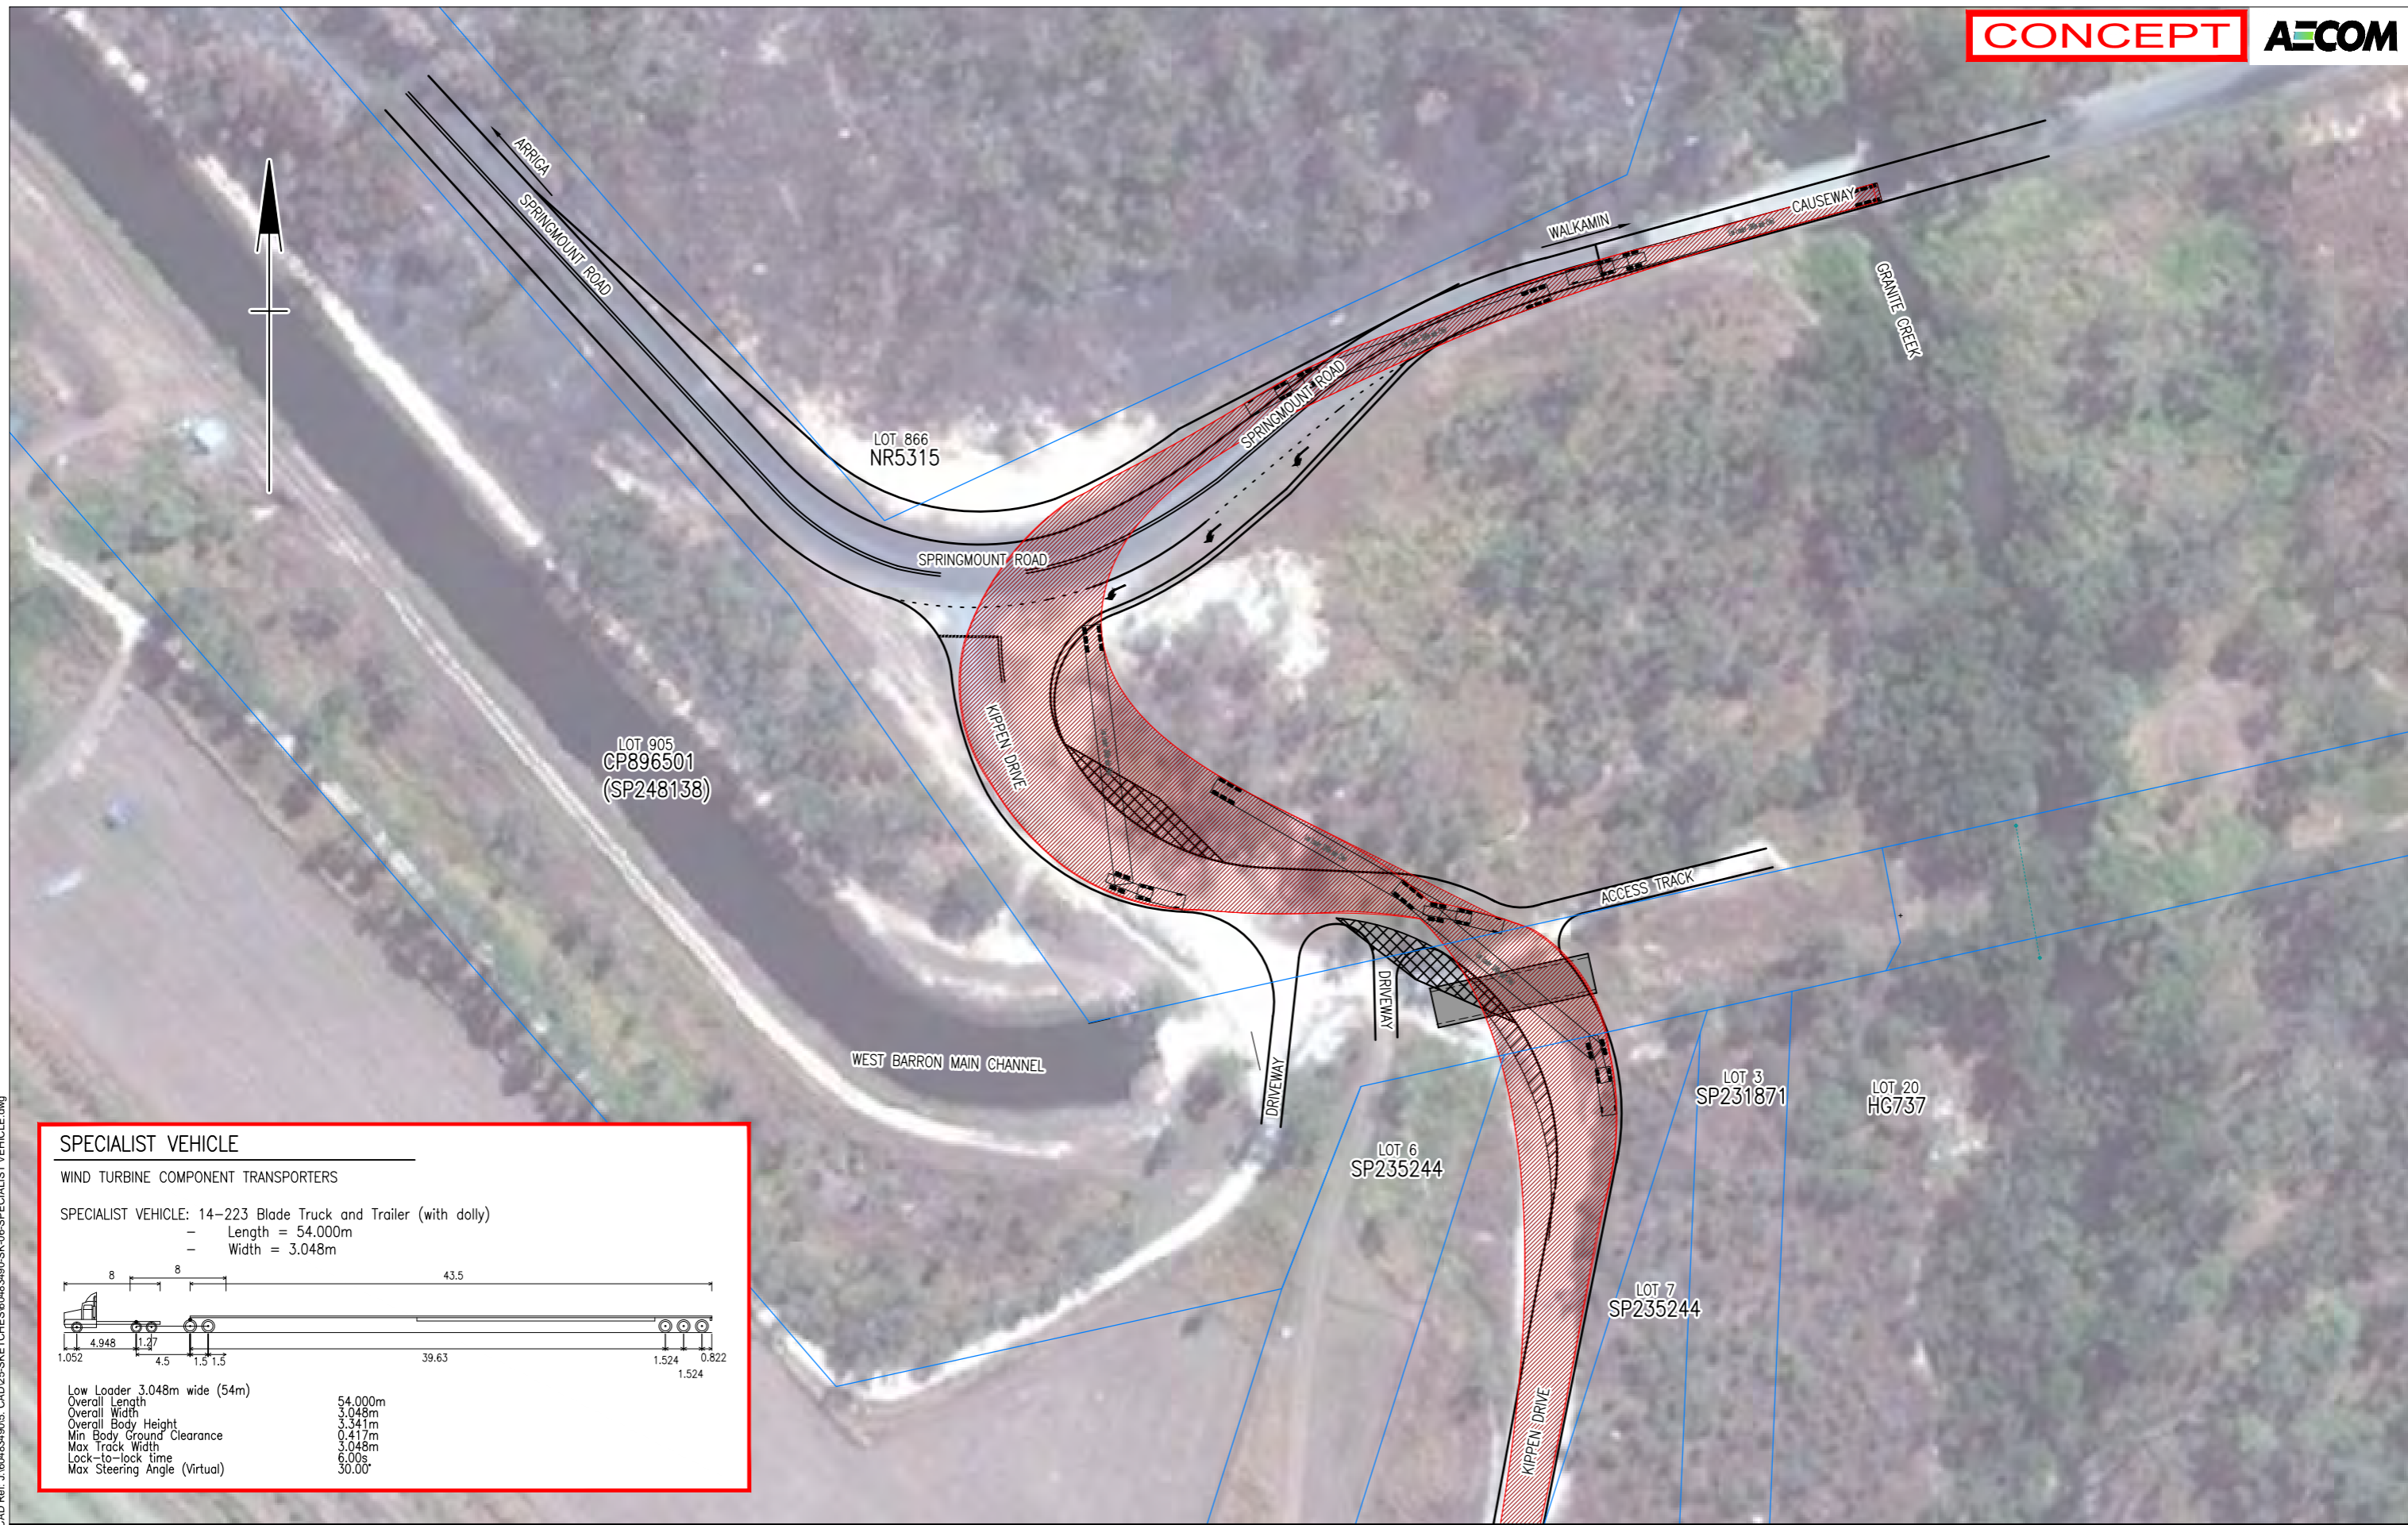 CONCEPT
AECOM
ARRIGA
SPRINGMOUNT ROAD
WALKAMIN
CAUSEWAY
GRANITE CREEK
SPRINGMOUNT ROAD
LOT 866
NR5315
SPRINGMOUNT ROAD
KIPPEN DRIVE
LOT 905
CP896501
(SP248138)
ACCESS TRACK
DRIVEWAY
WEST BARRON MAIN CHANNEL
DRIVEWAY
LOT 3
SP231871
LOT 20
HG737
LOT 6
SP235244
LOT 7
SP235244
KIPPEN DRIVE
SPECIALIST VEHICLE
WIND TURBINE COMPONENT TRANSPORTERS
SPECIALIST VEHICLE: 14-223 Blade Truck and Trailer (with dolly)
- Length = 54.000m
- Width = 3.048m
8 8 43.5
4.948 1.27
1.052 4.5 1.5 1.5 39.63 1.524 0.822
1.524
Low Loader 3.048m wide (54m)
Overall Length 54.000m
Overall Width 3.048m
Overall Body Height 3.341m
Min Body Ground Clearance 0.417m
Max Track Width 3.048m
Lock-to-lock time 6.00s
Max Steering Angle (Virtual) 30.00°